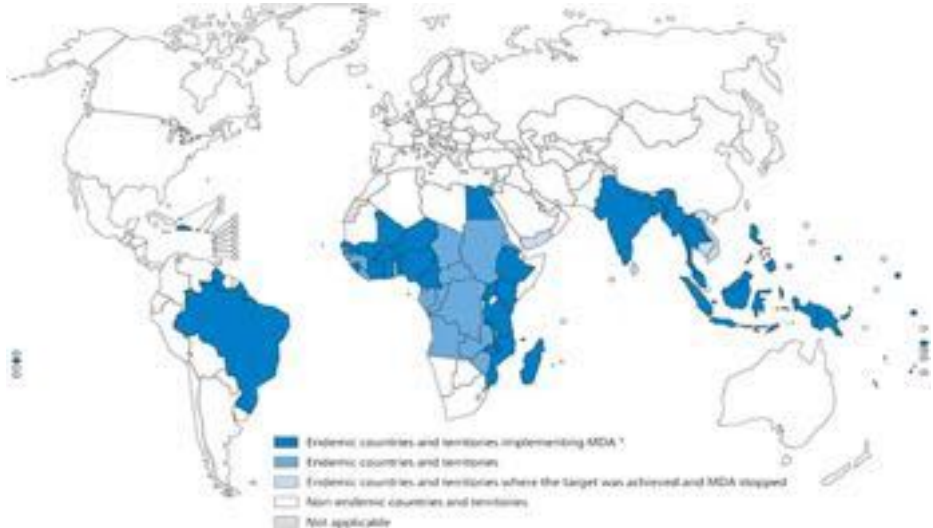 Endemic countries and territories implementing MDA *
Endemic countries and territories
Endemic countries and territories where the target was achieved and MDA stopped
Non endemic countries and territories
Not applicable